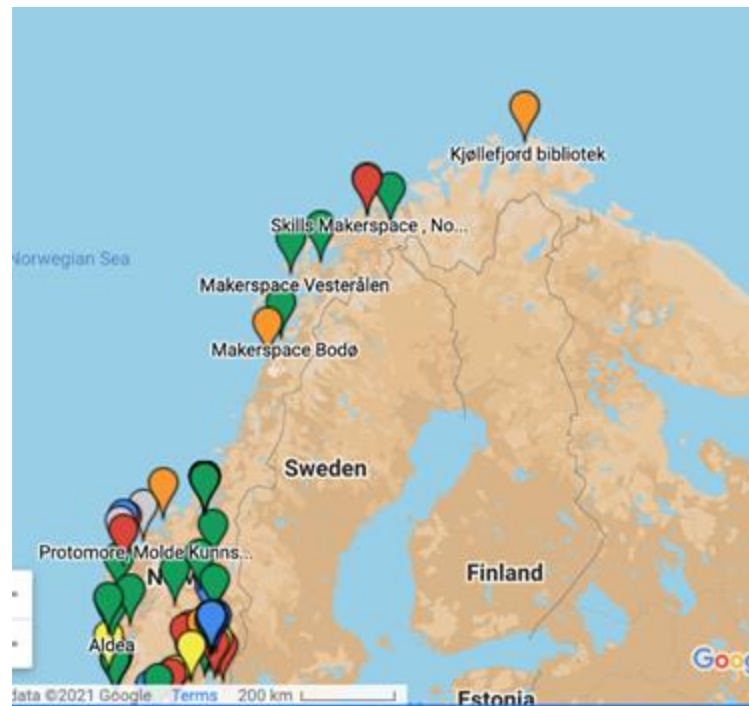 Kjøllefjord bibliotek
Skills Makerspace , No...
Norwegian Sea
Makerspace Vesterålen
Makerspace Bodø
Sweden
Protomore, Molde Kunns...
Finland
Aldea
Goog
data ©2021 Google Terms 200 km
Estonia